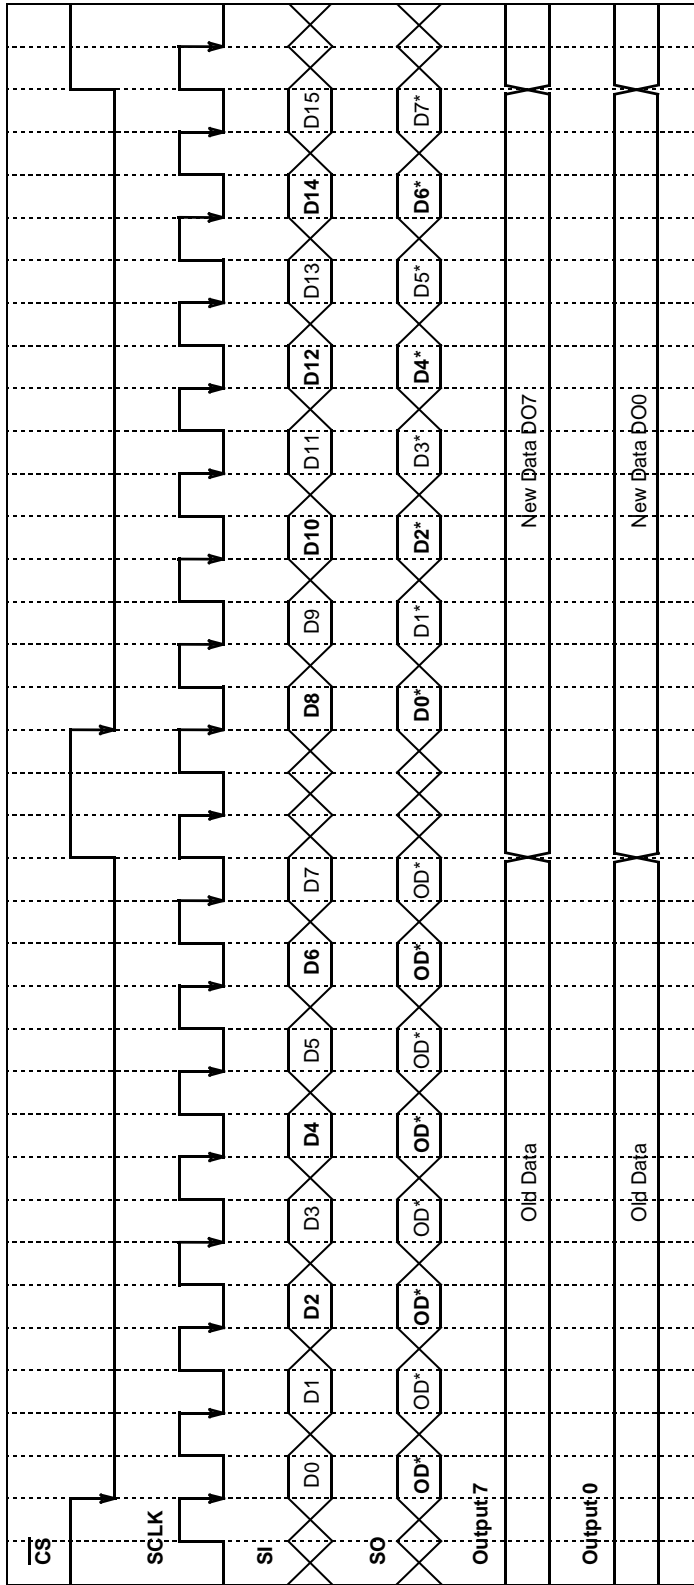 CS
SCLK
SI D0 D1 D2 D3 D4 D5 D6 D7 D8 D9 D10 D11 D12 D13 D14 D15
SO OD* OD* OD* OD* OD* OD* OD* OD* D0* D1* D2* D3* D4* D5* D6* D7*
Output 7 Old Data New Data DO7
Output 0 Old Data New Data DO0